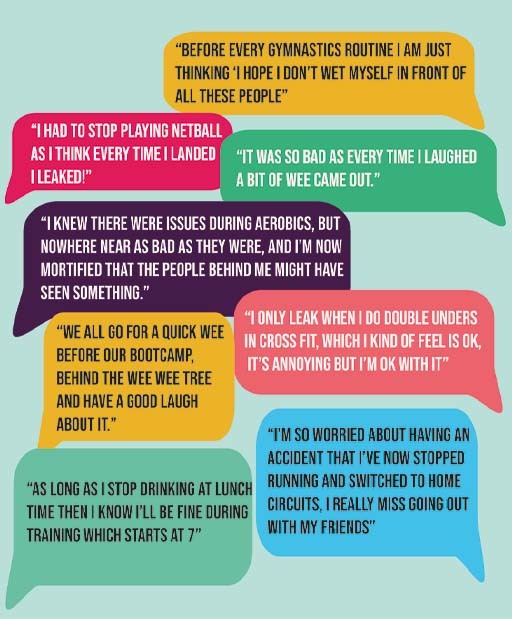 “BEFORE EVERY GYMNASTICS ROUTINE I AM JUST
THINKING ‘I HOPE I DON’T WET MYSELF IN FRONT OF
ALL THESE PEOPLE”
“I HAD TO STOP PLAYING NETBALL
AS I THINK EVERY TIME I LANDED
I LEAKED!”
“IT WAS SO BAD AS EVERY TIME I LAUGHED
A BIT OF WEE CAME OUT.”
“I KNEW THERE WERE ISSUES DURING AEROBICS, BUT
NOWHERE NEAR AS BAD AS THEY WERE, AND I’M NOW
MORTIFIED THAT THE PEOPLE BEHIND ME MIGHT HAVE
SEEN SOMETHING.”
“I ONLY LEAK WHEN I DO DOUBLE UNDERS
IN CROSS FIT, WHICH I KIND OF FEEL IS OK,
IT’S ANNOYING BUT I’M OK WITH IT”
“WE ALL GO FOR A QUICK WEE
BEFORE OUR BOOTCAMP,
BEHIND THE WEE WEE TREE
AND HAVE A GOOD LAUGH
ABOUT IT.”
“I’M SO WORRIED ABOUT HAVING AN
ACCIDENT THAT I’VE NOW STOPPED
RUNNING AND SWITCHED TO HOME
CIRCUITS, I REALLY MISS GOING OUT
WITH MY FRIENDS”
“AS LONG AS I STOP DRINKING AT LUNCH
TIME THEN I KNOW I’LL BE FINE DURING
TRAINING WHICH STARTS AT 7”